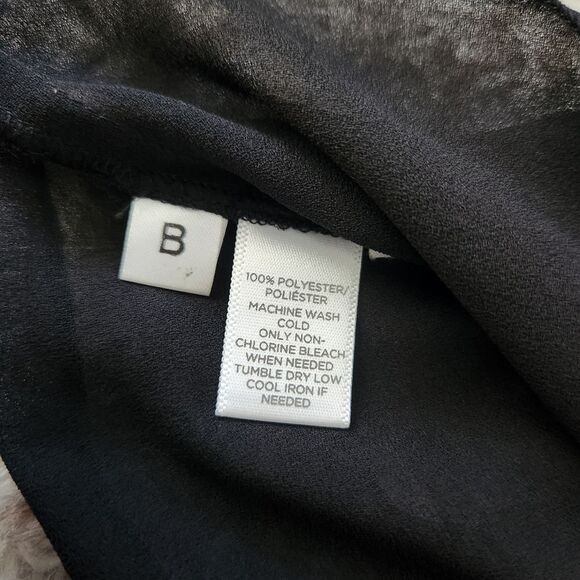 B
100% POLYESTER/
POLIÉSTER
MACHINE WASH
COLD
ONLY NON-
CHLORINE BLEACH
WHEN NEEDED
TUMBLE DRY LOW
COOL IRON IF
NEEDED